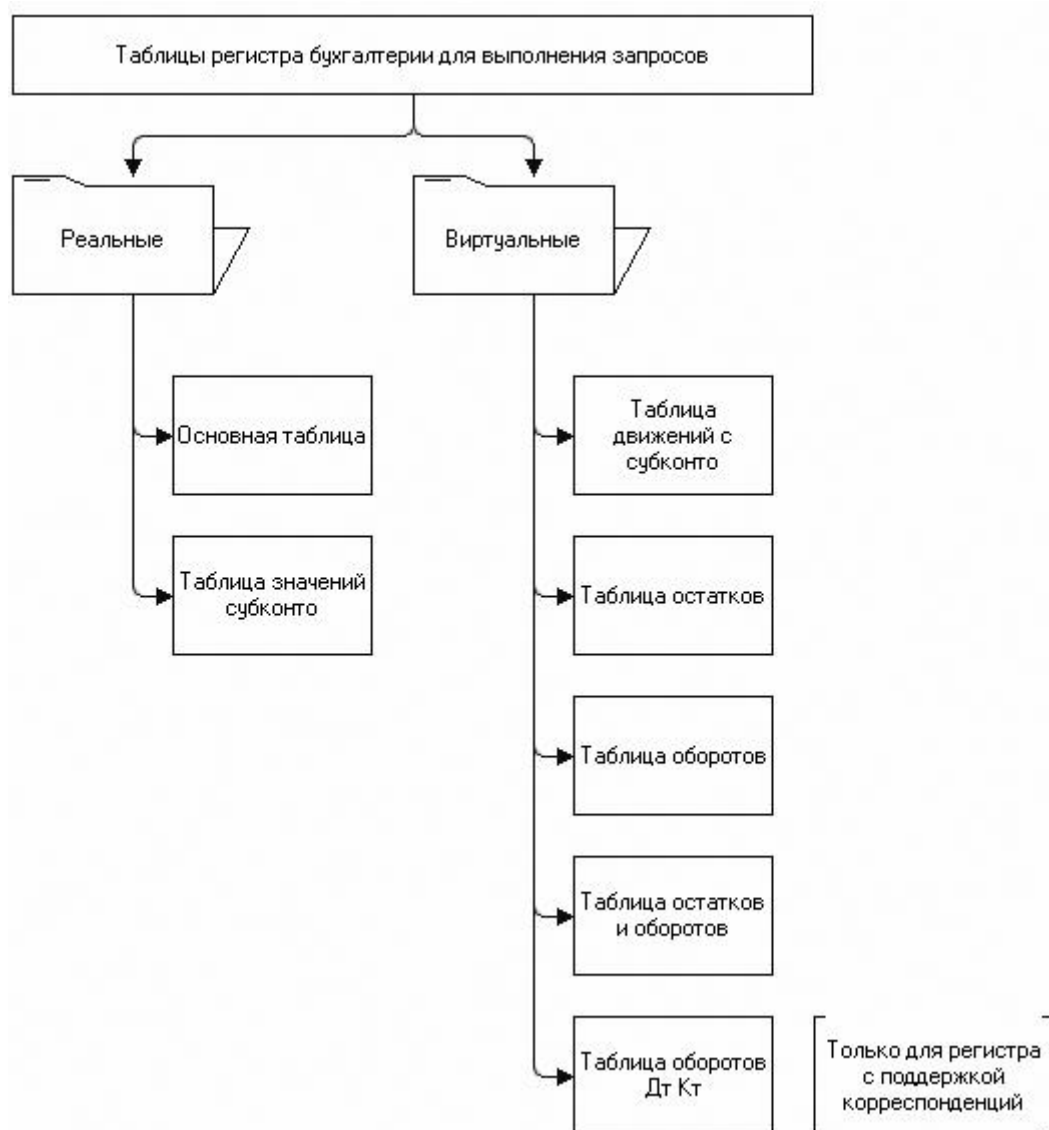 Таблицы регистра бухгалтерии для выполнения запросов
Реальные
Виртуальные
Основная таблица
Таблица значений
субконто
Таблица
движений с
субконто
Таблица остатков
Таблица оборотов
Таблица остатков
и оборотов
Таблица оборотов
Дт Кт
Только для регистра
с поддержкой
корреспонденций